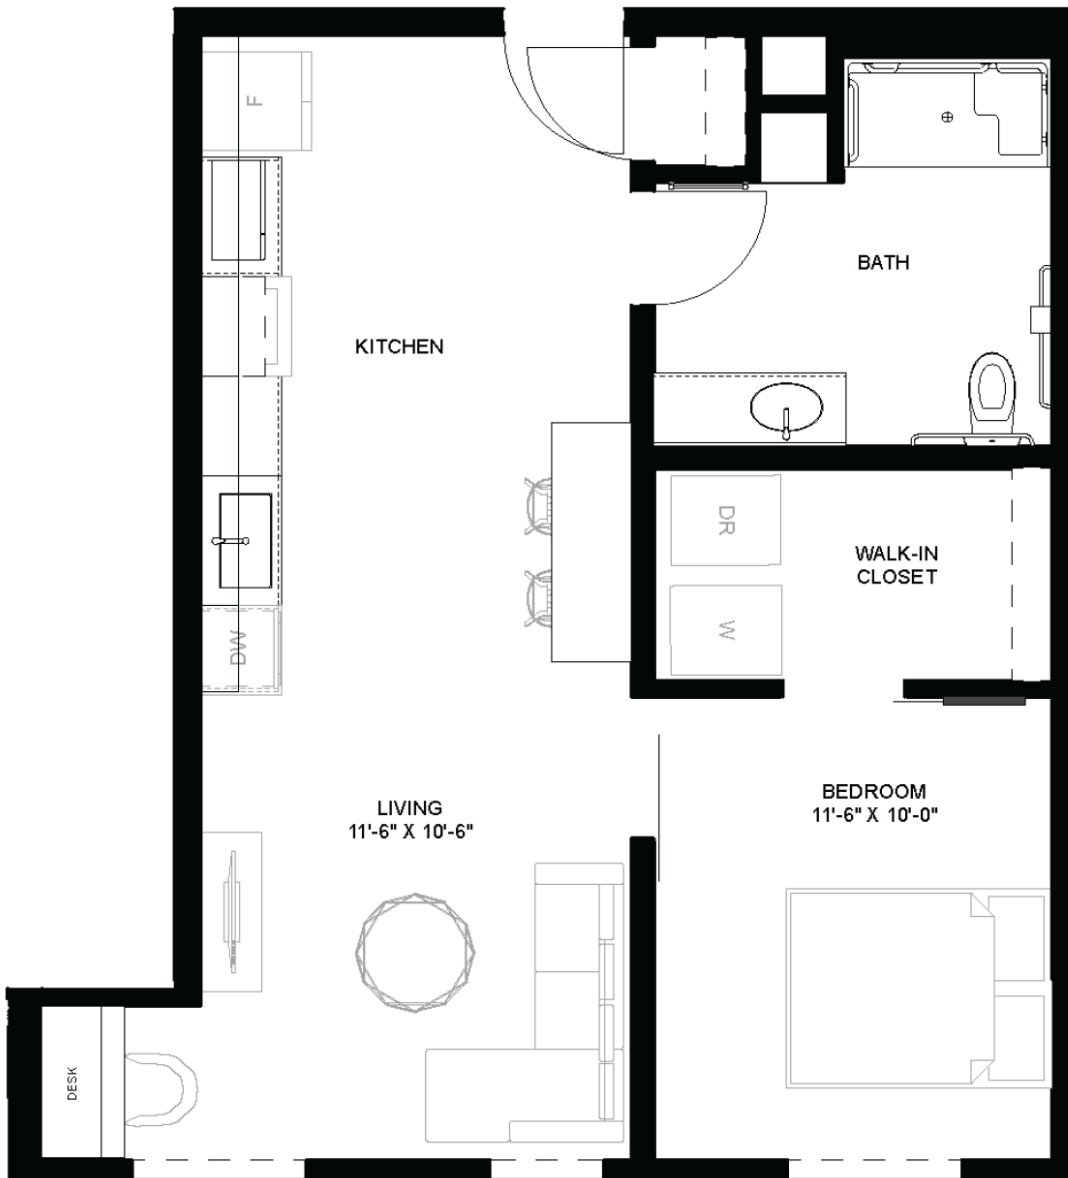 F
BATH
KITCHEN
DR
WALK-IN
CLOSET
W
DW
BEDROOM
11'-6" X 10'-0"
LIVING
11'-6" X 10'-6"
DESK